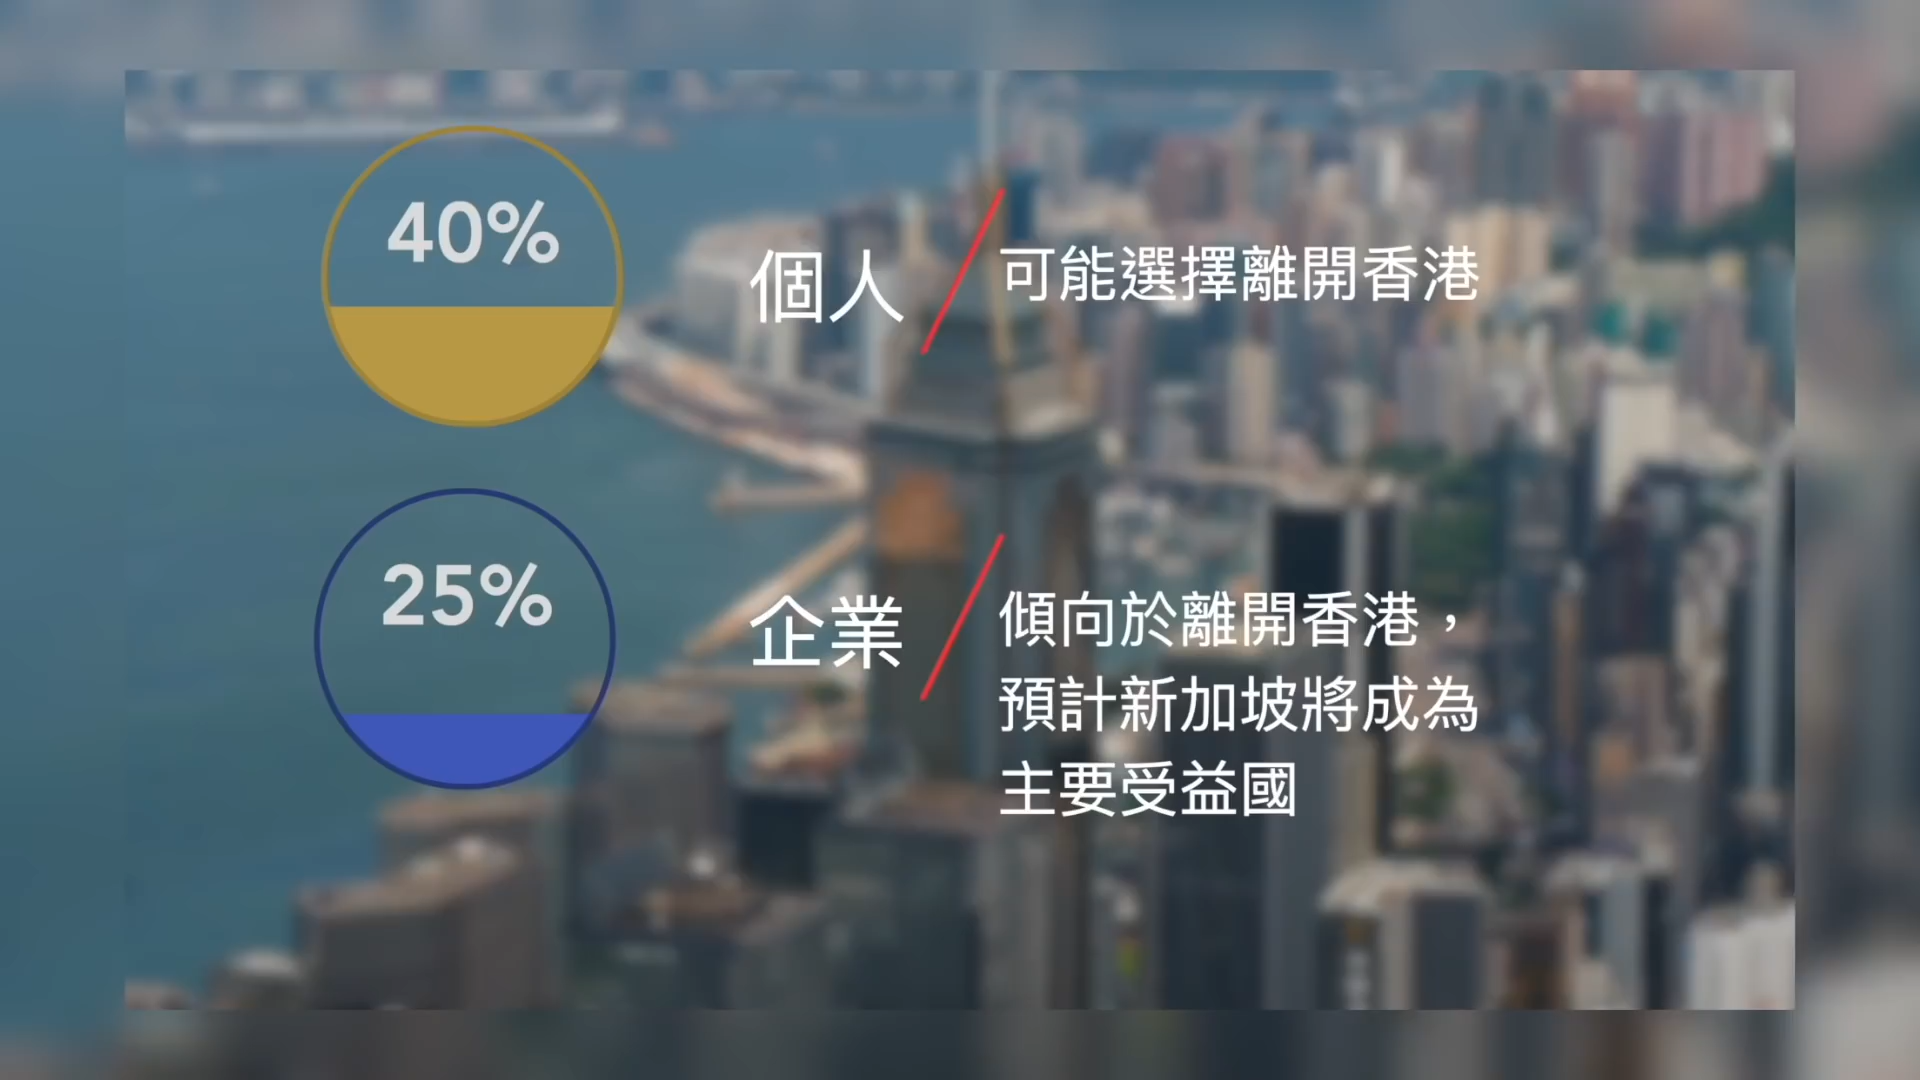 40%
個人
可能選擇離開香港
25%
企業
傾向於離開香港，
預計新加坡將成為
主要受益國